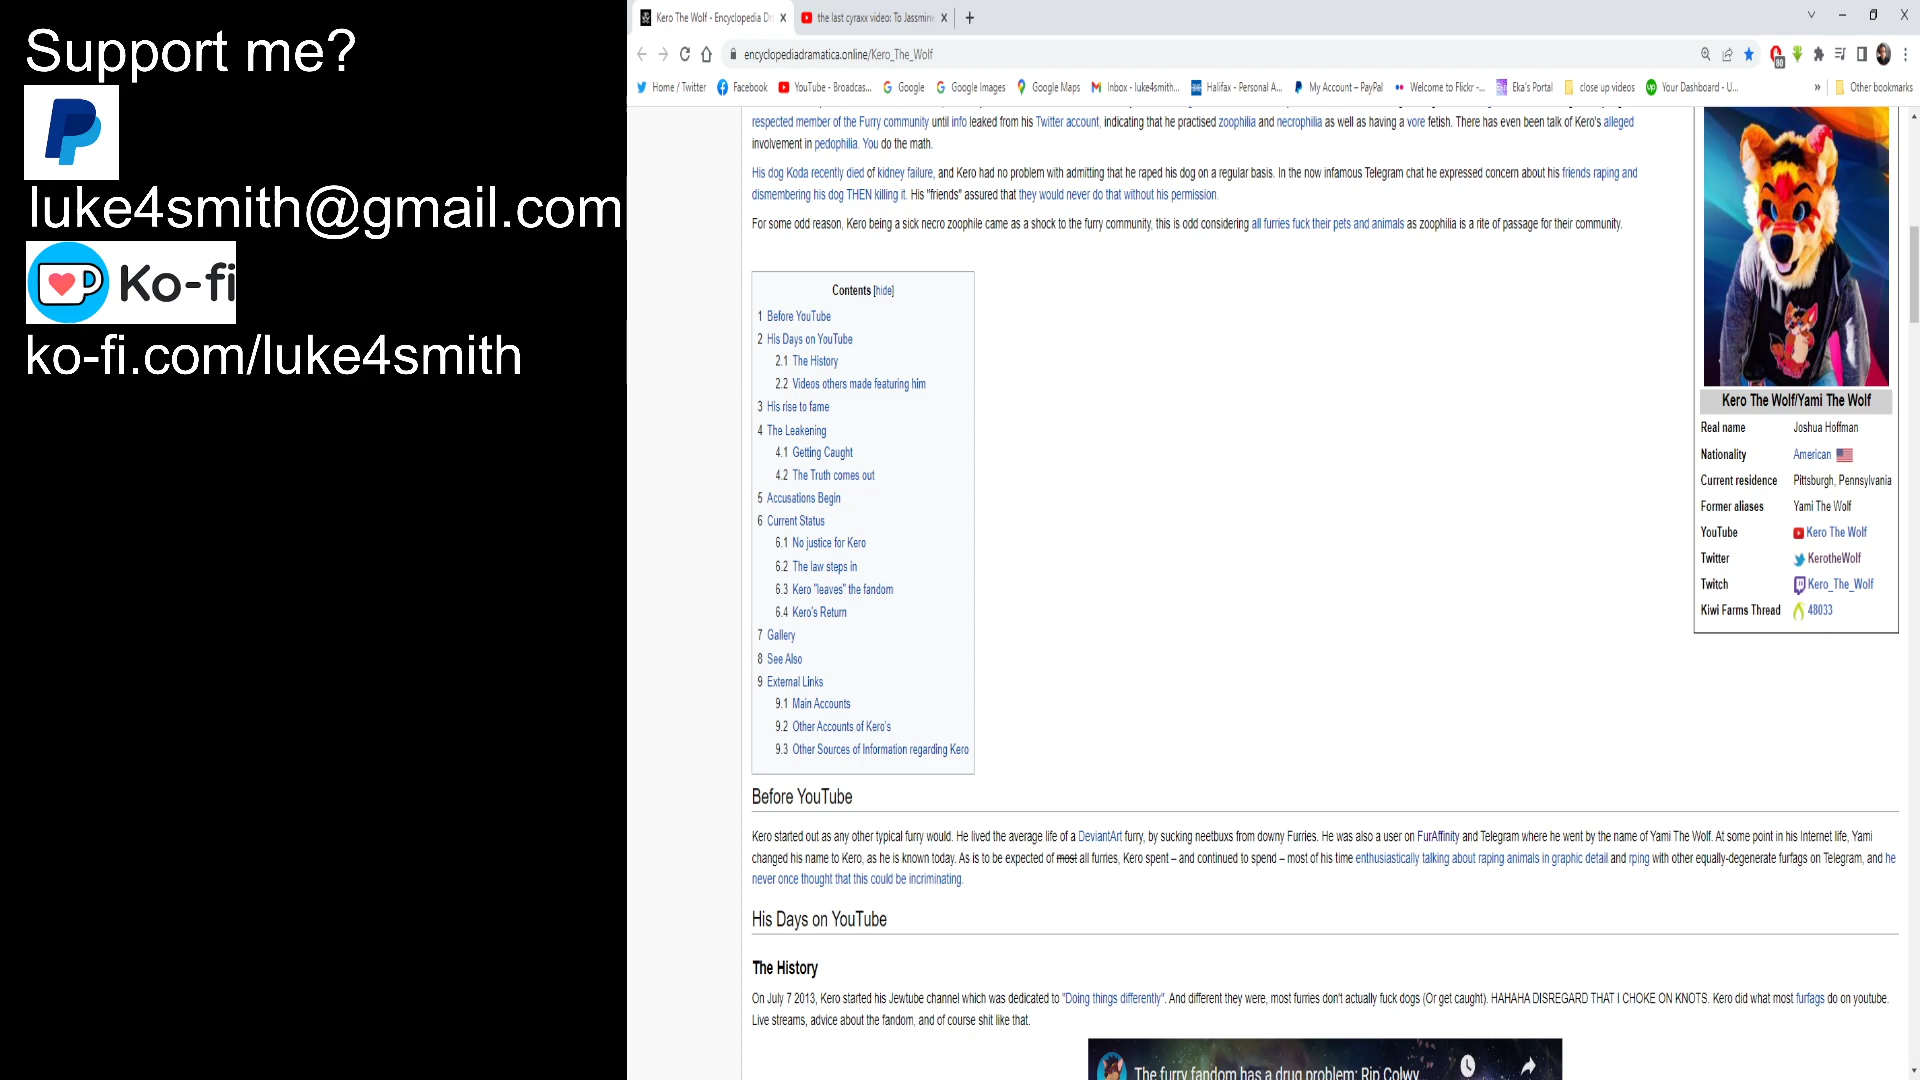 Support me?
luke4smith@gmail.com
Ko-fi
ko-fi.com/luke4smith
Kero The Wolf - Encyclopedia Dr
the last cyraxx video: To Jassmine
encyclopediadramatica.online/Kero_The_Wolf
80
Home / Twitter
Facebook
YouTube - Broadcas...
Google
Google Images
Google Maps
Inbox - luke4smith...
Halifax - Personal A...
My Account – PayPal
Welcome to Flickr -...
Eka's Portal
close up videos
Your Dashboard - U...
»
Other bookmarks
respected member of the Furry community until info leaked from his Twitter account, indicating that he practised zoophilia and necrophilia as well as having a vore fetish. There has even been talk of Kero's alleged
involvement in pedophilia. You do the math.
His dog Koda recently died of kidney failure, and Kero had no problem with admitting that he raped his dog on a regular basis. In the now infamous Telegram chat he expressed concern about his friends raping and
dismembering his dog THEN killing it. His "friends" assured that they would never do that without his permission.
For some odd reason, Kero being a sick necro zoophile came as a shock to the furry community, this is odd considering all furries fuck their pets and animals as zoophilia is a rite of passage for their community.
Contents [hide]
1 Before YouTube
2 His Days on YouTube
2.1 The History
2.2 Videos others made featuring him
3 His rise to fame
4 The Leakening
4.1 Getting Caught
4.2 The Truth comes out
5 Accusations Begin
6 Current Status
6.1 No justice for Kero
6.2 The law steps in
6.3 Kero "leaves" the fandom
6.4 Kero's Return
7 Gallery
8 See Also
9 External Links
9.1 Main Accounts
9.2 Other Accounts of Kero's
9.3 Other Sources of Information regarding Kero
Kero The Wolf/Yami The Wolf
Real name Joshua Hoffman
Nationality American
Current residence Pittsburgh, Pennsylvania
Former aliases Yami The Wolf
YouTube Kero The Wolf
Twitter KerotheWolf
Twitch Kero_The_Wolf
Kiwi Farms Thread 48033
Before YouTube
Kero started out as any other typical furry would. He lived the average life of a DeviantArt furry, by sucking neetbuxs from downy Furries. He was also a user on FurAffinity and Telegram where he went by the name of Yami The Wolf. At some point in his Internet life, Yami
changed his name to Kero, as he is known today. As is to be expected of most all furries, Kero spent – and continued to spend – most of his time enthusiastically talking about raping animals in graphic detail and rping with other equally-degenerate furfags on Telegram, and he
never once thought that this could be incriminating.
His Days on YouTube
The History
On July 7 2013, Kero started his Jewtube channel which was dedicated to "Doing things differently". And different they were, most furries don't actually fuck dogs (Or get caught). HAHAHA DISREGARD THAT I CHOKE ON KNOTS. Kero did what most furfags do on youtube.
Live streams, advice about the fandom, and of course shit like that.
The furry fandom has a drug problem: Rip Colwy